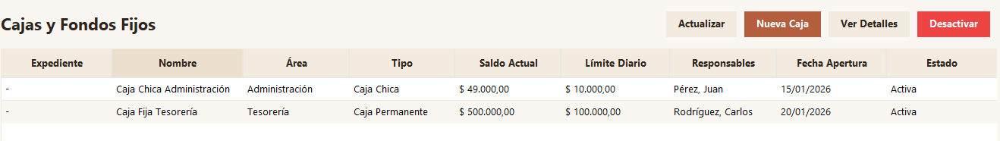 Cajas y Fondos Fijos Actualizar Nueva Caja Ver Detalles Desactivar
Expediente Nombre Área Tipo Saldo Actual Límite Diario Responsables Fecha Apertura Estado
- Caja Chica Administración Administración Caja Chica $ 49.000,00 $ 10.000,00 Pérez, Juan 15/01/2026 Activa
- Caja Fija Tesorería Tesorería Caja Permanente $ 500.000,00 $ 100.000,00 Rodríguez, Carlos 20/01/2026 Activa